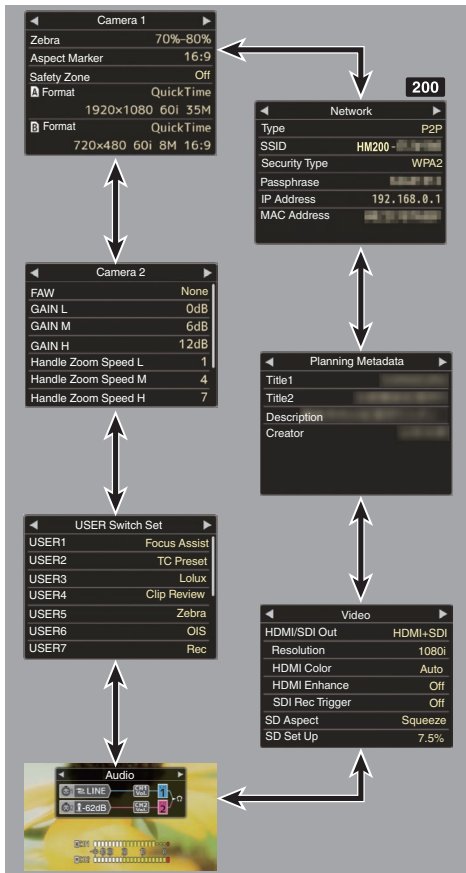 Camera 1
Zebra 70%–80%
Aspect Marker 16:9
Safety Zone Off
A Format QuickTime
1920×1080 60i 35M
B Format QuickTime
720×480 60i 8M 16:9
200
Network
Type P2P
SSID HM200-
Security Type WPA2
Passphrase
IP Address 192.168.0.1
MAC Address
Camera 2
FAW None
GAIN L 0dB
GAIN M 6dB
GAIN H 12dB
Handle Zoom Speed L 1
Handle Zoom Speed M 4
Handle Zoom Speed H 7
Planning Metadata
Title1
Title2
Description
Creator
USER Switch Set
USER1 Focus Assist
USER2 TC Preset
USER3 Lolux
USER4 Clip Review
USER5 Zebra
USER6 OIS
USER7 Rec
Video
HDMI/SDI Out HDMI+SDI
Resolution 1080i
HDMI Color Auto
HDMI Enhance Off
SDI Rec Trigger Off
SD Aspect Squeeze
SD Set Up 7.5%
Audio
LINE CH1 Vol. 1
-62dB CH2 Vol. 2